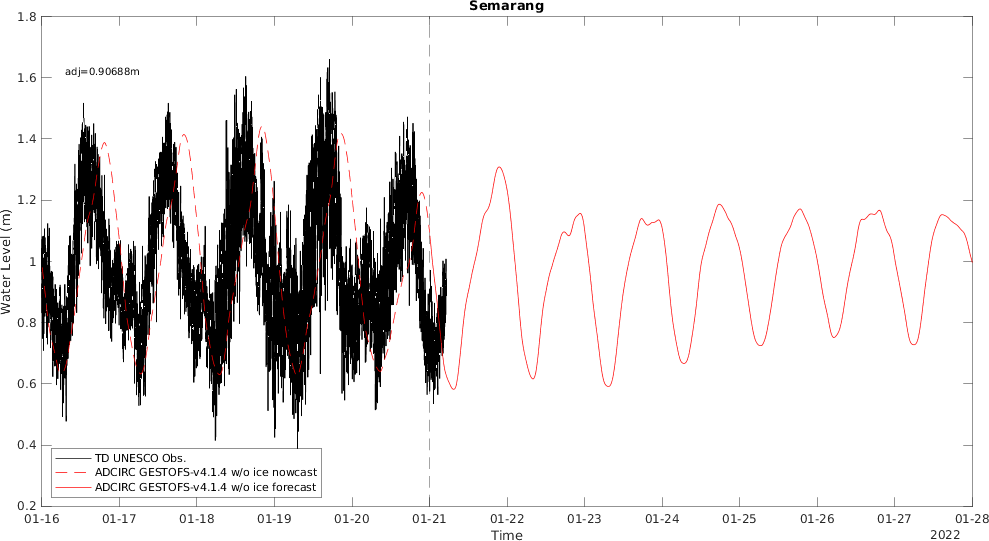 Semarang
1.8
1.6
1.4
1.2
1
0.8
0.6
0.4
0.2
Water Level (m)
adj=0.90688m
TD UNESCO Obs.
ADCIRC GESTOFS-v4.1.4 w/o ice nowcast
ADCIRC GESTOFS-v4.1.4 w/o ice forecast
01-16 01-17 01-18 01-19 01-20 01-21 01-22 01-23 01-24 01-25 01-26 01-27 01-28
Time
2022